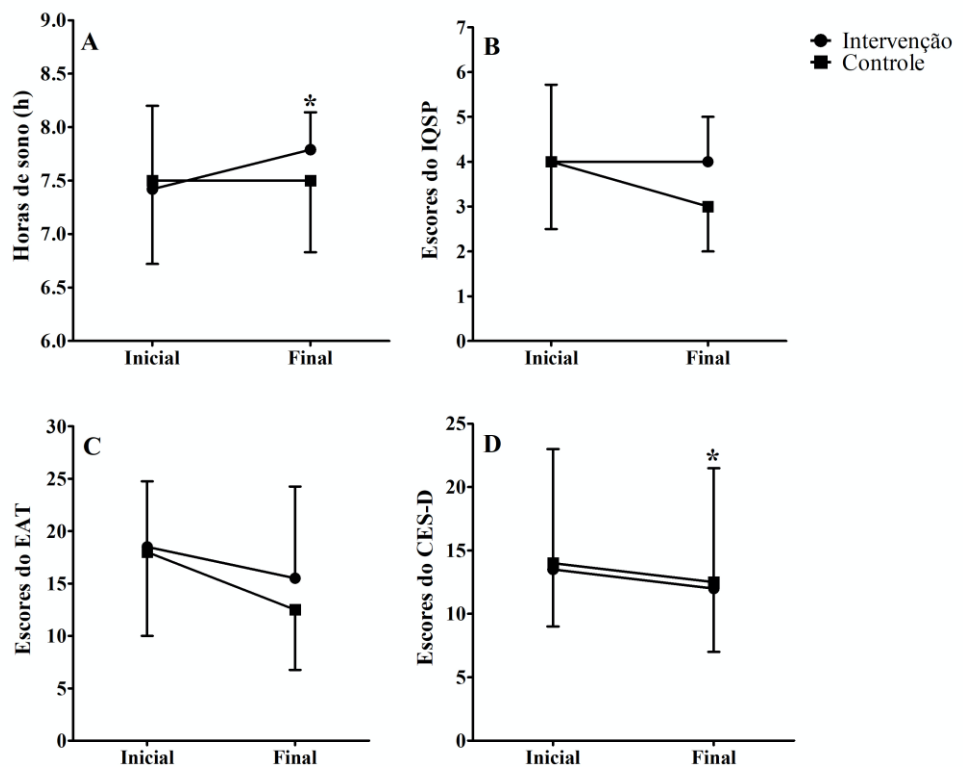 A
Horas de sono (h)
9.0
8.5
8.0
7.5
7.0
6.5
6.0
*
Inicial Final
B
Escores do IQSP
7
6
5
4
3
2
1
0
Inicial Final
Intervenção
Controle
C
Escores do EAT
30
25
20
15
10
5
0
Inicial Final
D
Escores do CES-D
25
20
15
10
5
0
*
Inicial Final